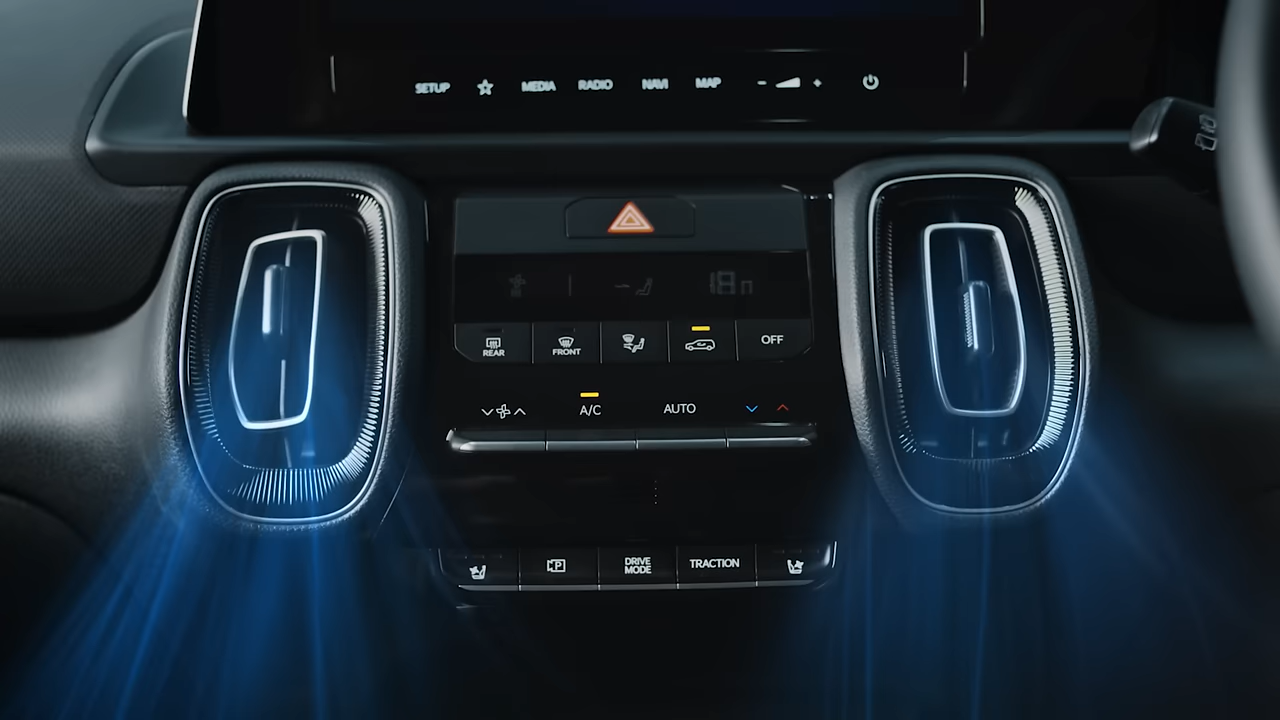 SETUP MEDIA RADIO NAVI MAP - +
REAR FRONT OFF
A/C AUTO
P DRIVE MODE TRACTION